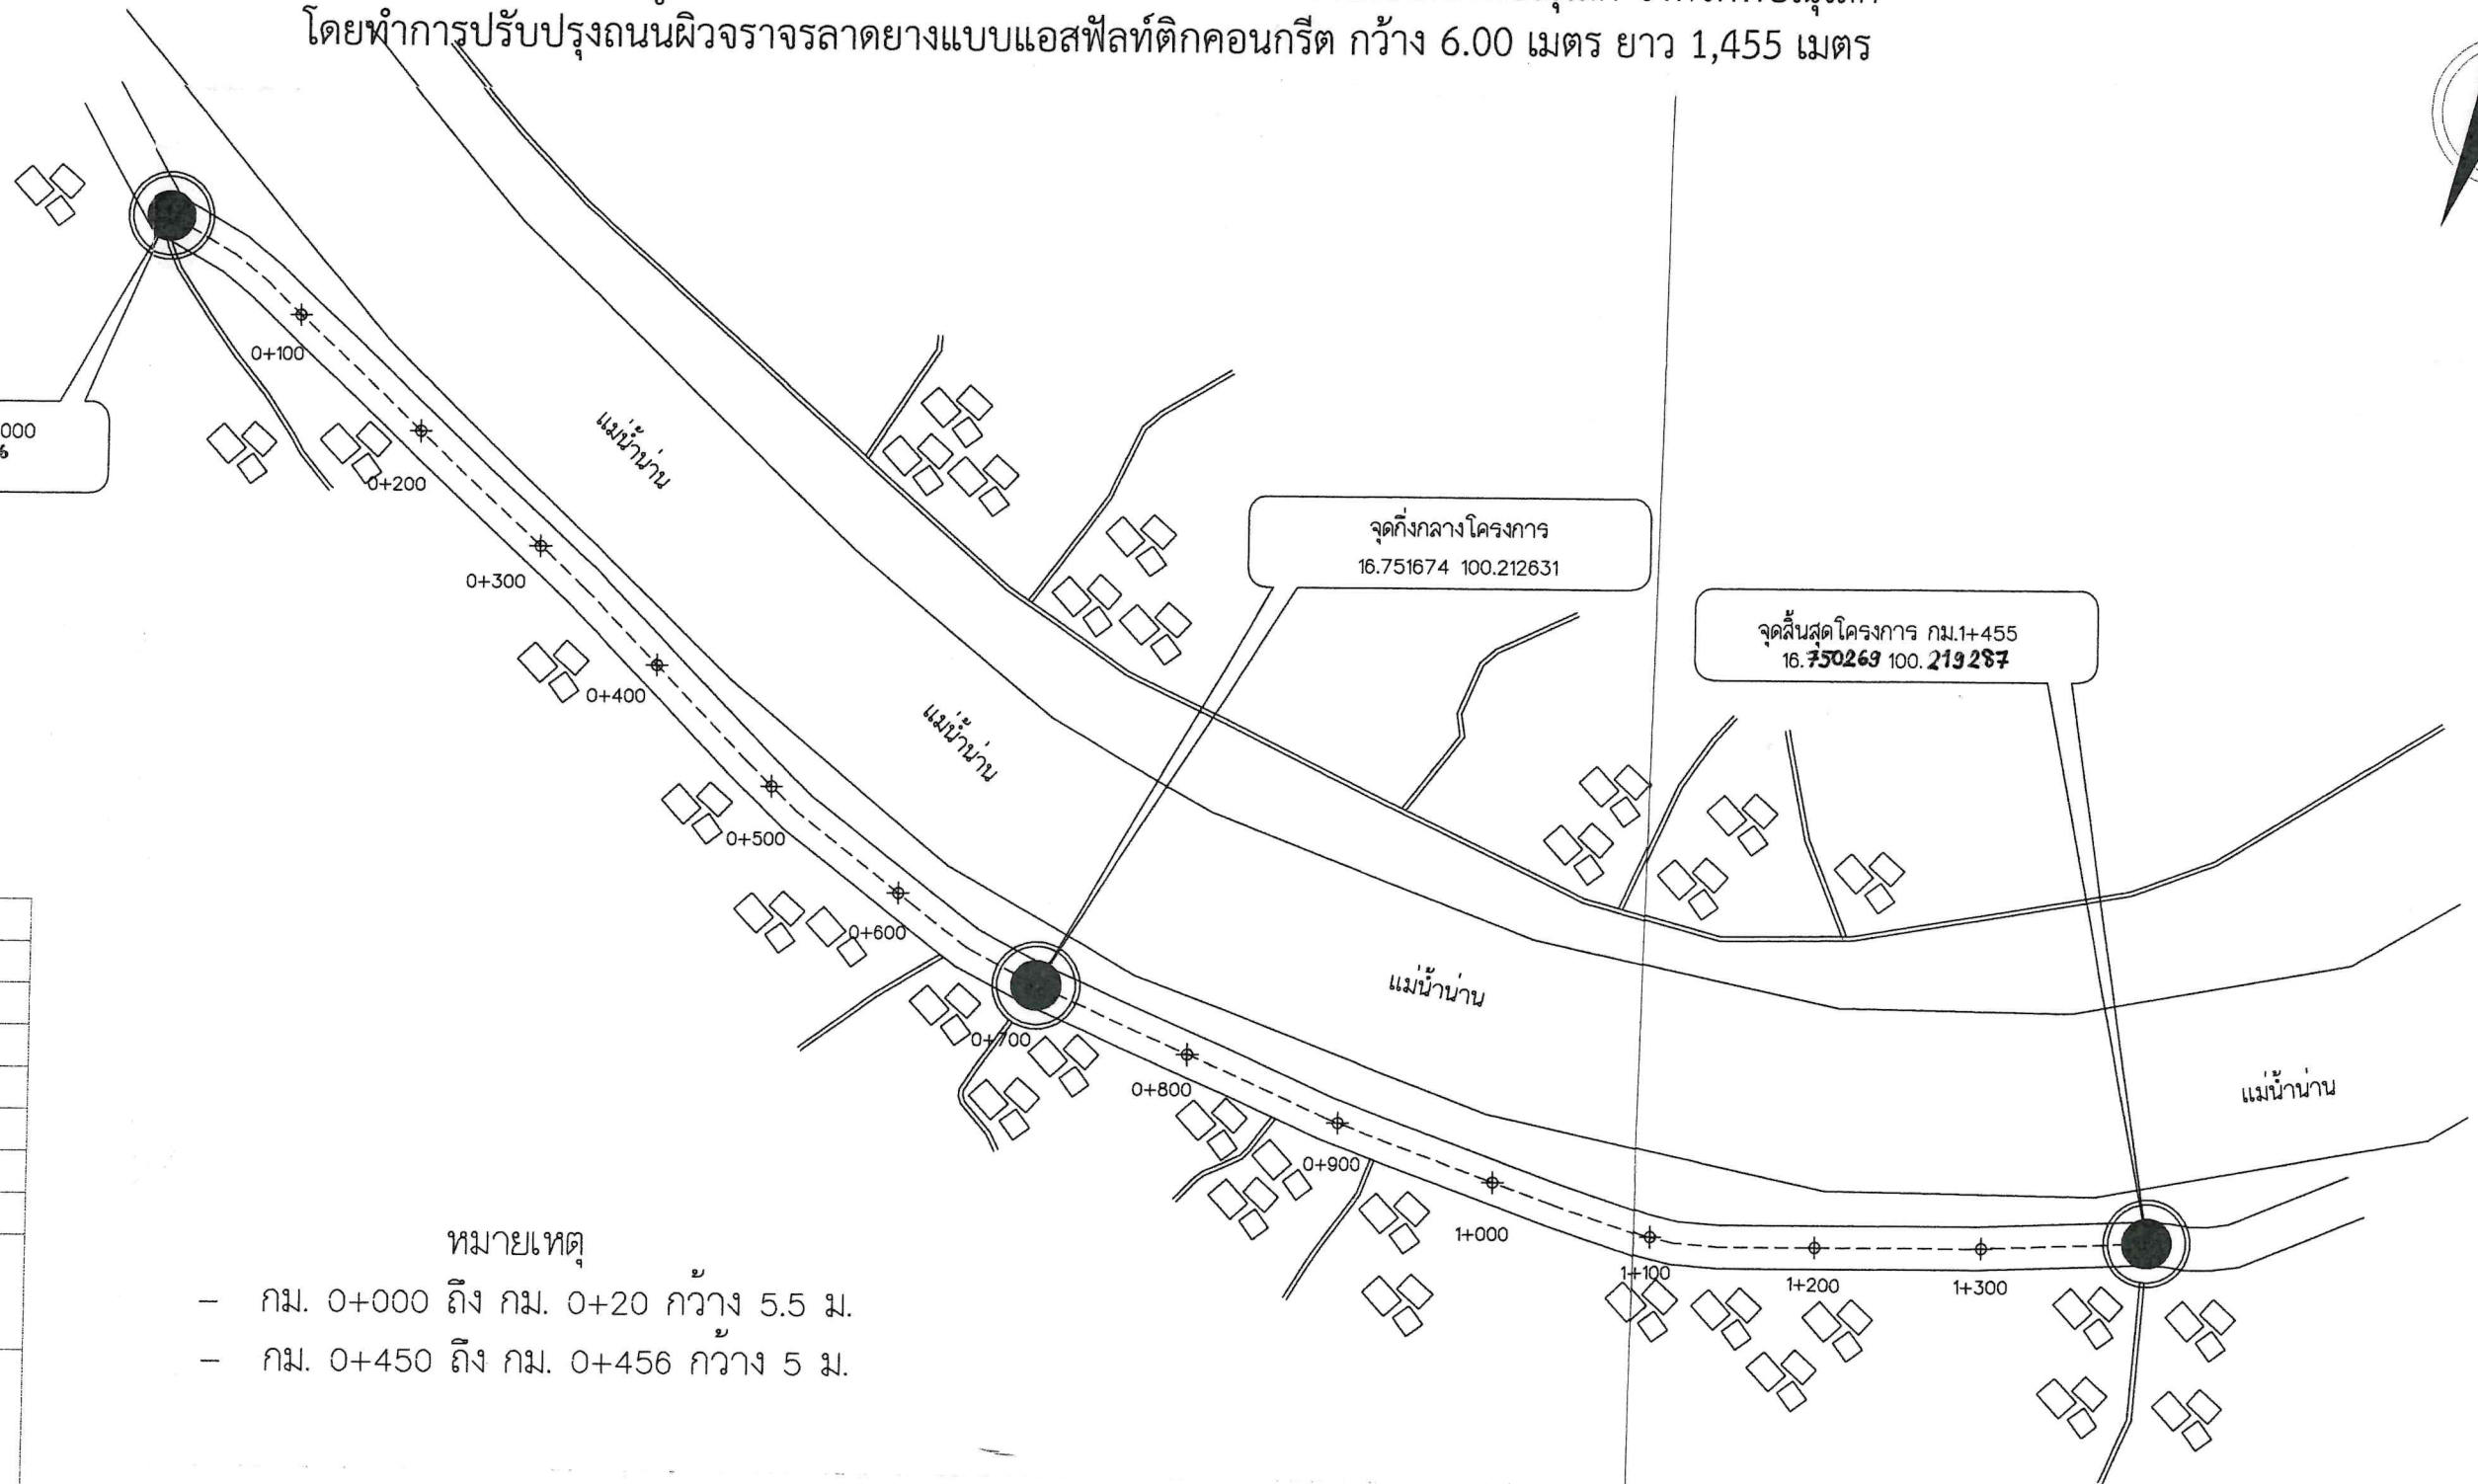 โดยทำการปรับปรุงถนนผิวจราจรลาดยางแบบแอสฟัลท์ติกคอนกรีต กว้าง 6.00 เมตร ยาว 1,455 เมตร
0+100
000
แม่น้ำน่าน
0+200
จุดกึ่งกลางโครงการ
16.751674 100.212631
0+300
จุดสิ้นสุดโครงการ กม.1+455
16.750269 100.219287
0+400
แม่น้ำน่าน
0+500
0+600
แม่น้ำน่าน
0+700
0+800
แม่น้ำน่าน
0+900
1+000
1+100
1+200
1+300
หมายเหตุ
– กม. 0+000 ถึง กม. 0+20 กว้าง 5.5 ม.
– กม. 0+450 ถึง กม. 0+456 กว้าง 5 ม.